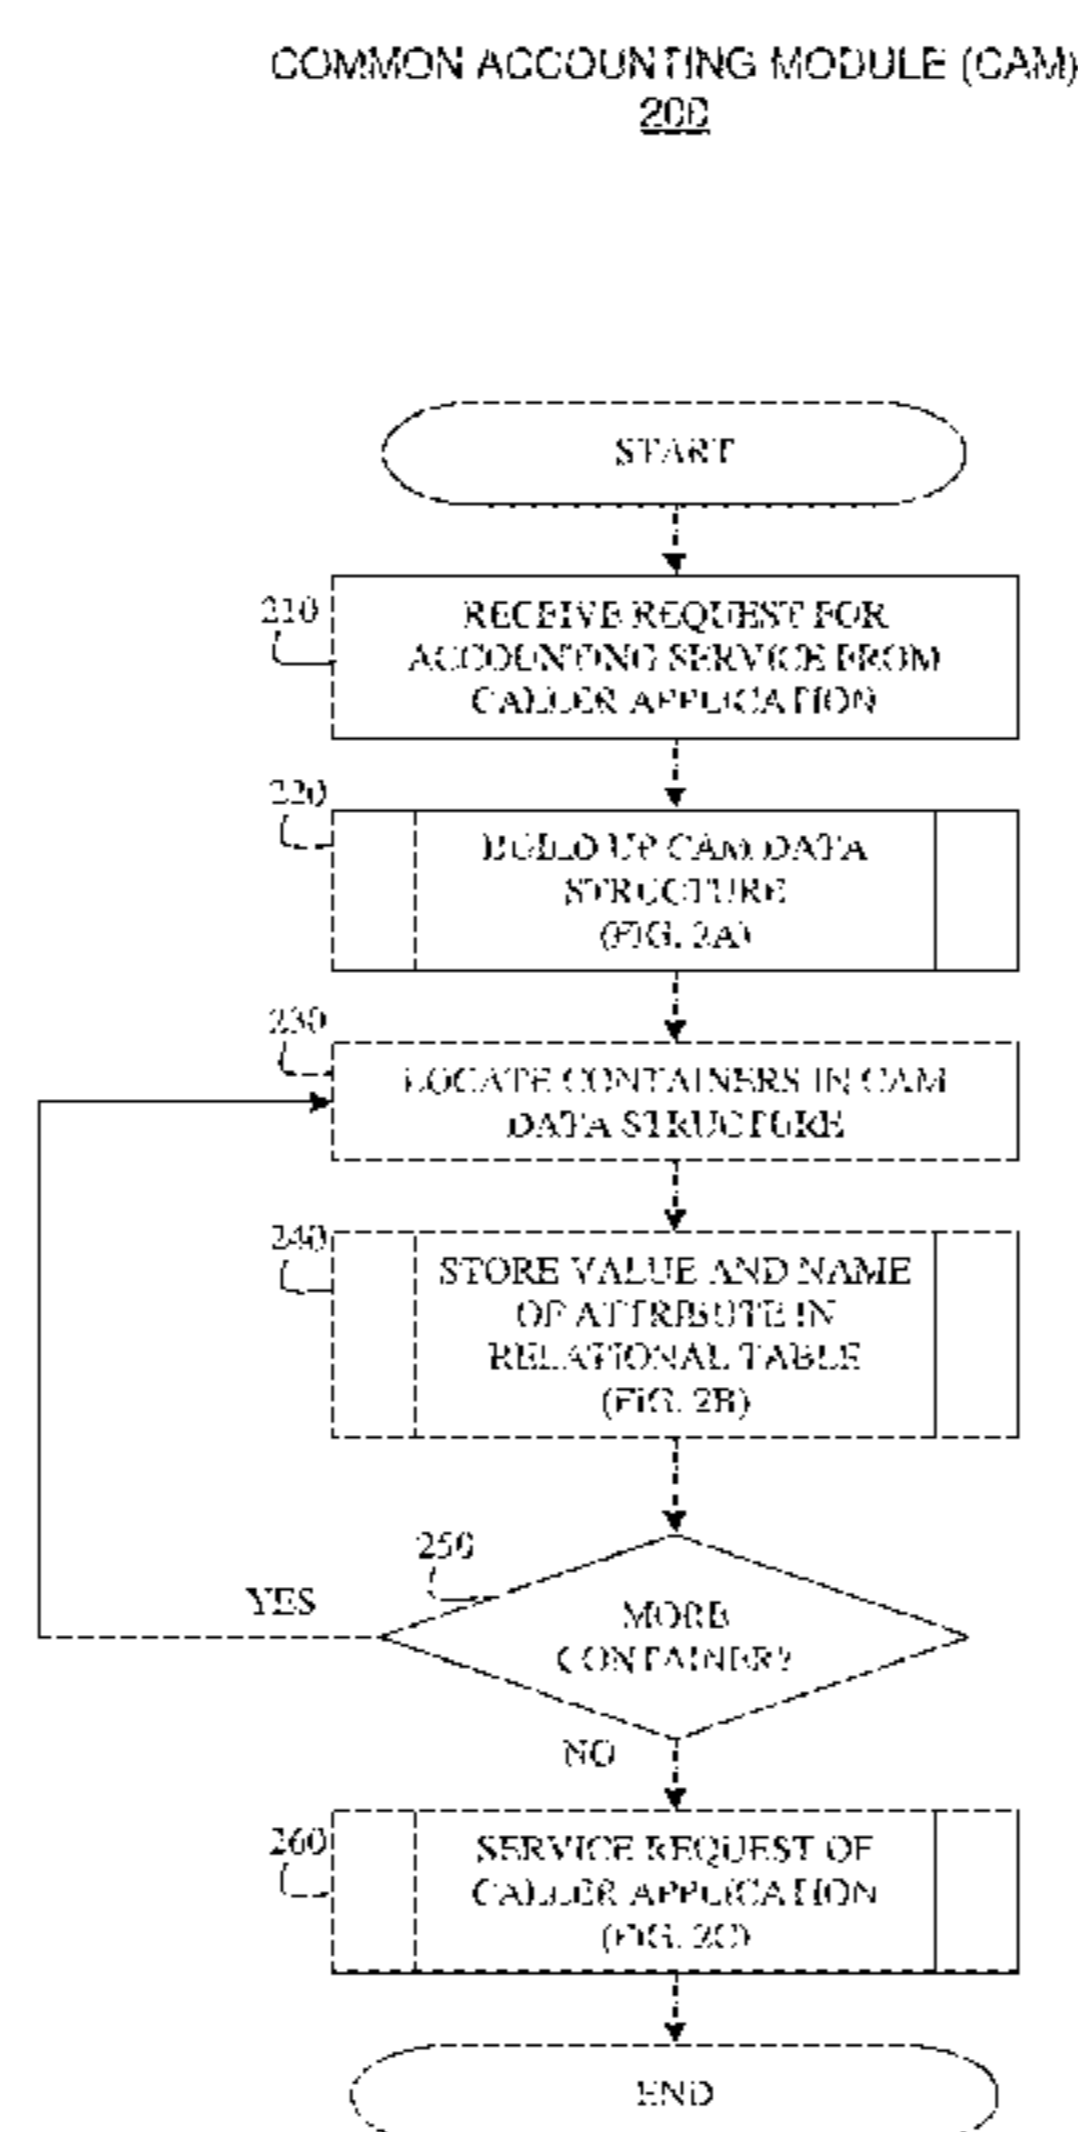 COMMON ACCOUNTING MODULE (CAM)
200
START
210
RECEIVE REQUEST FOR
ACCOUNTING SERVICE FROM
CALLER APPLICATION
220
BUILD UP CAM DATA
STRUCTURE
(FIG. 2A)
230
LOCATE CONTAINERS IN CAM
DATA STRUCTURE
240
STORE VALUE AND NAME
OF ATTRIBUTE IN
RELATIONAL TABLE
(FIG. 2B)
250
YES
MORE
CONTAINER?
NO
260
SERVICE REQUEST OF
CALLER APPLICATION
(FIG. 2C)
END